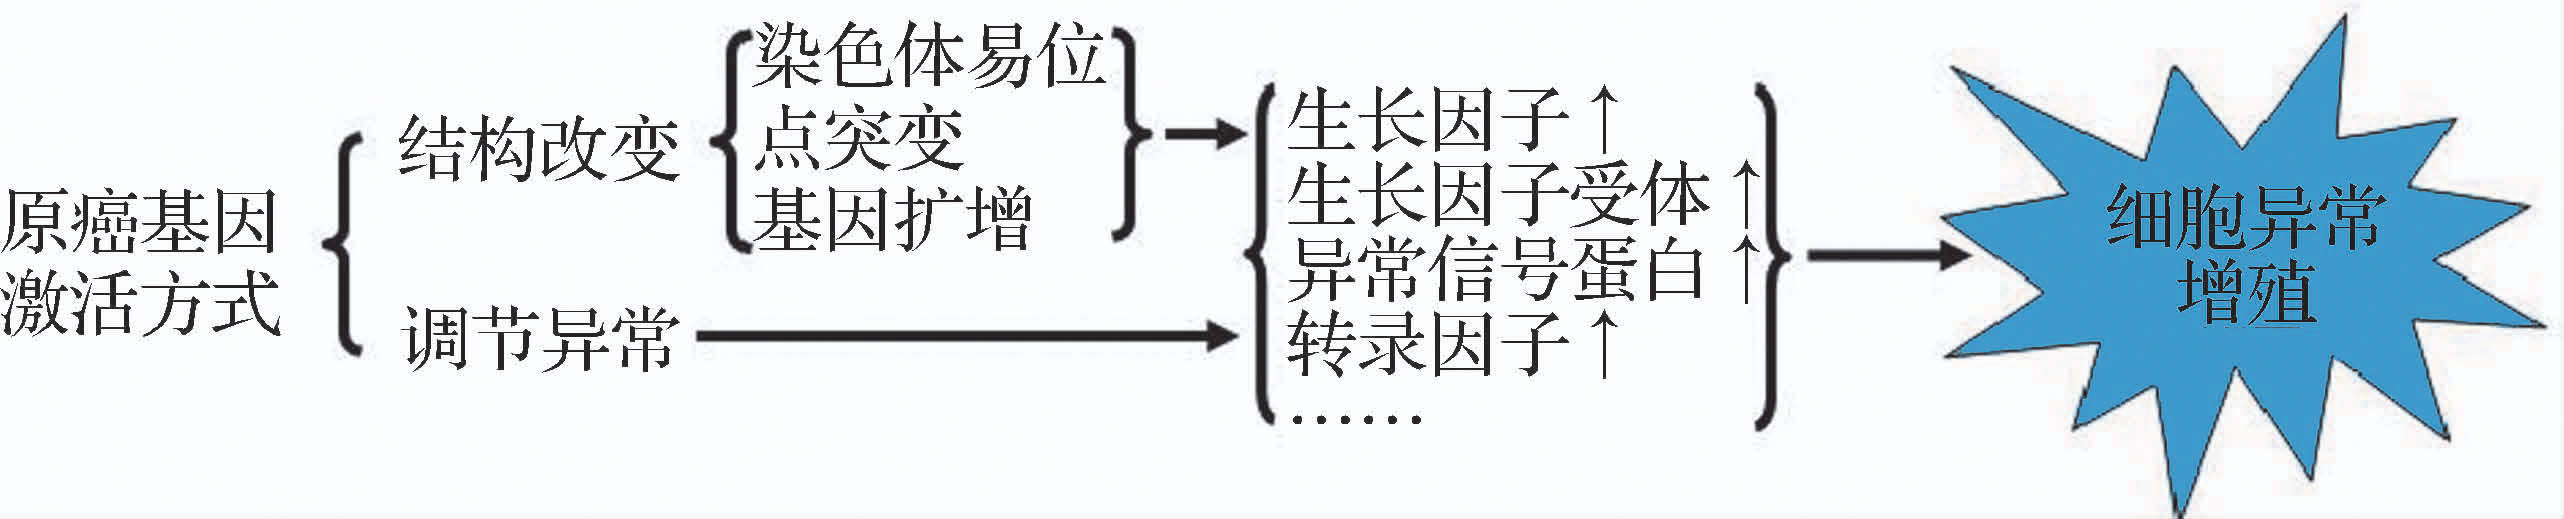 原癌基因
激活方式
结构改变
调节异常
染色体易位
点突变
基因扩增
生长因子↑
生长因子受体↑
异常信号蛋白↑
转录因子↑
……
细胞异常
增殖